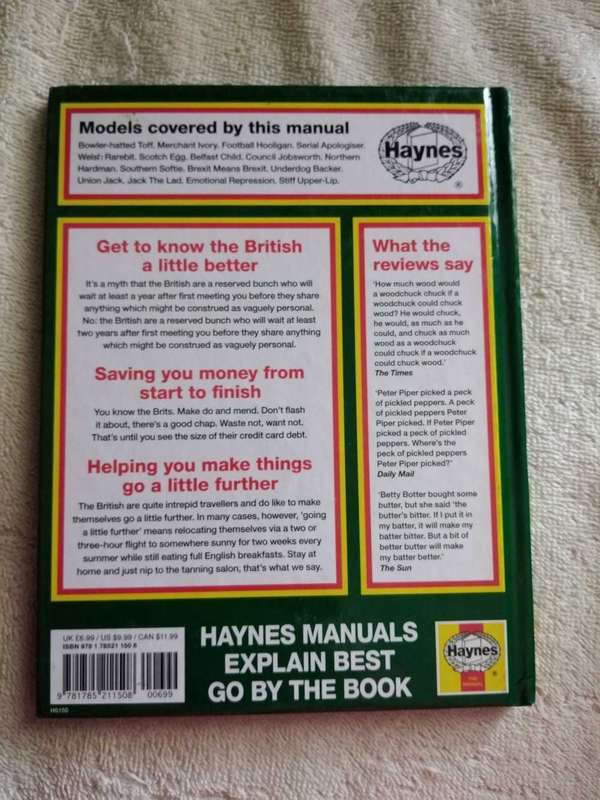 Models covered by this manual
Bowler-hatted Toff. Merchant Ivory. Football Hooligan. Serial Apologiser.
Welsh Rarebit. Scotch Egg. Belfast Child. Council Jobsworth. Northern
Hardman. Southern Softie. Brexit Means Brexit. Underdog Backer.
Union Jack. Jack The Lad. Emotional Repression. Stiff Upper-Lip.
Haynes
®
Get to know the British
a little better
It's a myth that the British are a reserved bunch who will
wait at least a year after first meeting you before they share
anything which might be construed as vaguely personal.
No: the British are a reserved bunch who will wait at least
two years after first meeting you before they share anything
which might be construed as vaguely personal.
Saving you money from
start to finish
You know the Brits. Make do and mend. Don't flash
it about, there's a good chap. Waste not, want not.
That's until you see the size of their credit card debt.
Helping you make things
go a little further
The British are quite intrepid travellers and do like to make
themselves go a little further. In many cases, however, 'going
a little further' means relocating themselves via a two or
three-hour flight to somewhere sunny for two weeks every
summer while still eating full English breakfasts. Stay at
home and just nip to the tanning salon, that's what we say.
What the
reviews say
'How much wood would
a woodchuck chuck if a
woodchuck could chuck
wood? He would chuck,
he would, as much as he
could, and chuck as much
wood as a woodchuck
could chuck if a woodchuck
could chuck wood.'
The Times
'Peter Piper picked a peck
of pickled peppers. A peck
of pickled peppers Peter
Piper picked. If Peter Piper
picked a peck of pickled
peppers. Where's the
peck of pickled peppers
Peter Piper picked?'
Daily Mail
'Betty Botter bought some
butter, but she said 'the
butter's bitter. If I put it in
my batter, it will make my
batter bitter. But a bit of
better butter will make
my batter better.'
The Sun
UK £6.99 / US $9.99 / CAN $11.99
ISBN 978 1 78521 150 8
9 781785 211508
00699
H6150
HAYNES MANUALS
EXPLAIN BEST
GO BY THE BOOK
Haynes
®